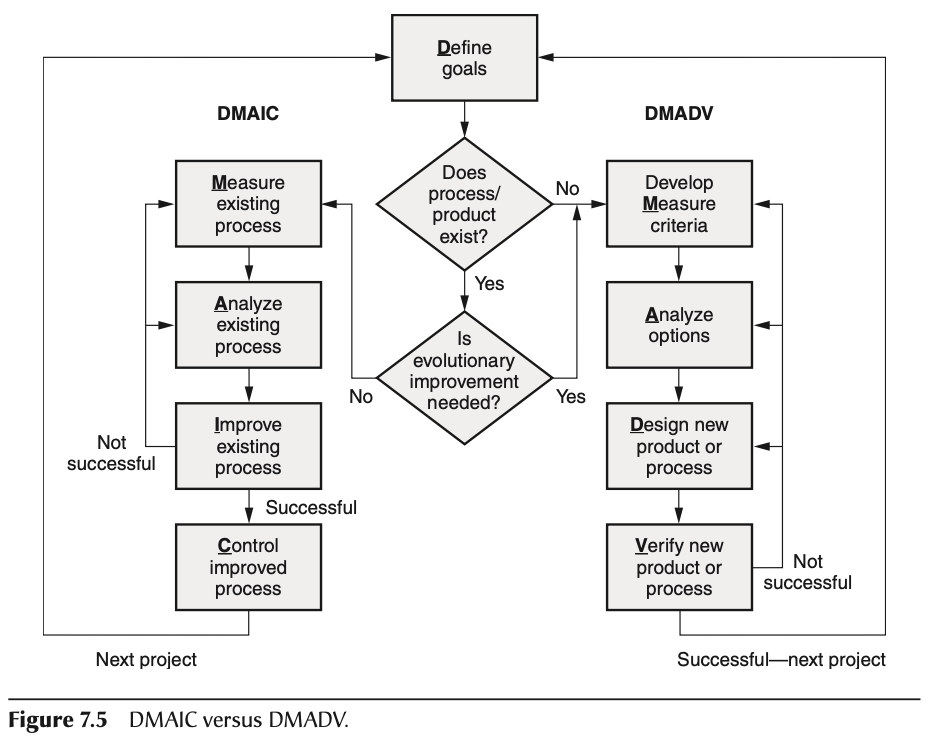 Define
goals
DMAIC
DMADV
Does
process/
product
exist?
No
Yes
Is
evolutionary
improvement
needed?
No
Yes
Measure
existing
process
Analyze
existing
process
Improve
existing
process
Not
successful
Successful
Control
improved
process
Next project
Develop
Measure
criteria
Analyze
options
Design new
product or
process
Verify new
product or
process
Not
successful
Successful—next project
Figure 7.5 DMAIC versus DMADV.